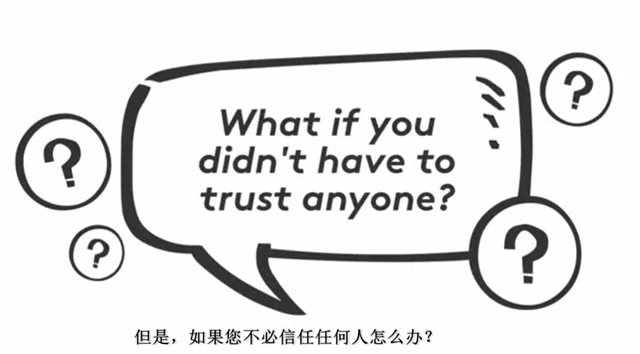 What if you
didn't have to
trust anyone?
?
?
?
?
但是，如果您不必信任任何人怎么办？